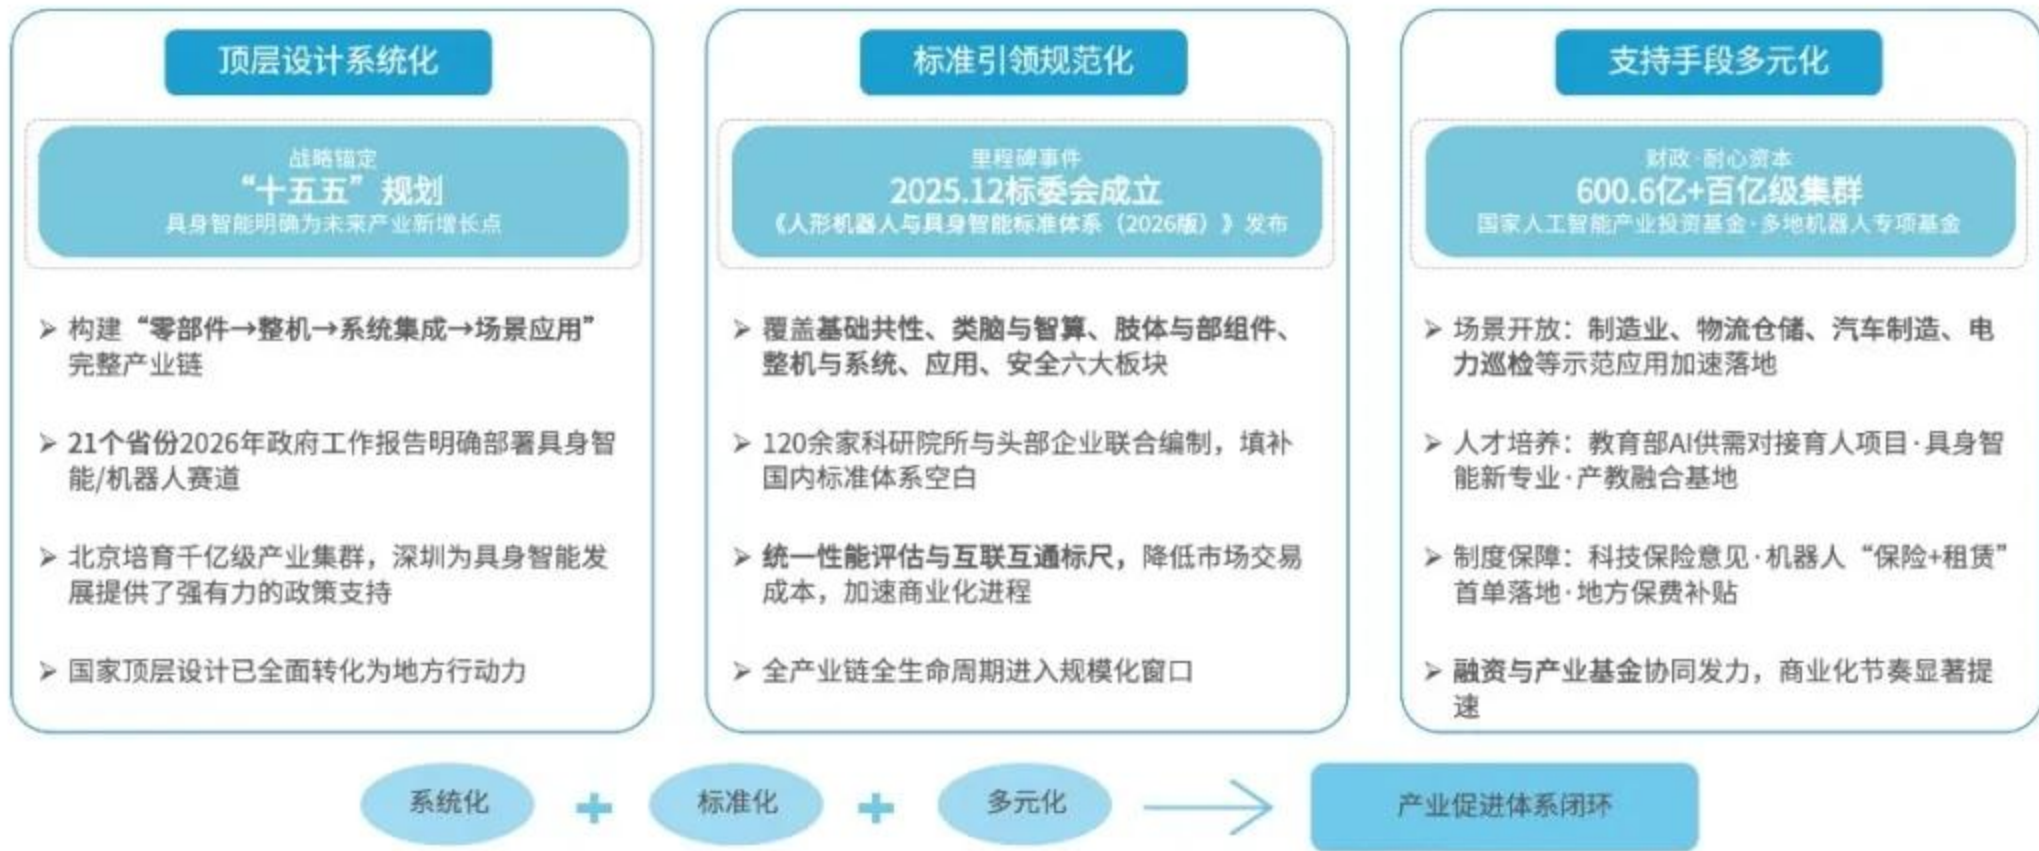 顶层设计系统化
战略锚定
“十五五”规划
具身智能明确为未来产业新增长点
➢ 构建“零部件→整机→系统集成→场景应用”
完整产业链
➢ 21个省份2026年政府工作报告明确部署具身智
能/机器人赛道
➢ 北京培育千亿级产业集群，深圳为具身智能发
展提供了强有力的政策支持
➢ 国家顶层设计已全面转化为地方行动力
标准引领规范化
里程碑事件
2025.12标委会成立
《人形机器人与具身智能标准体系（2026版）》发布
➢ 覆盖基础共性、类脑与智算、肢体与部组件、
整机与系统、应用、安全六大板块
➢ 120余家科研院所与头部企业联合编制，填补
国内标准体系空白
➢ 统一性能评估与互联互通标尺，降低市场交易
成本，加速商业化进程
➢ 全产业链全生命周期进入规模化窗口
支持手段多元化
财政·耐心资本
600.6亿+百亿级集群
国家人工智能产业投资基金·多地机器人专项基金
➢ 场景开放：制造业、物流仓储、汽车制造、电
力巡检等示范应用加速落地
➢ 人才培养：教育部AI供需对接育人项目·具身智
能新专业·产教融合基地
➢ 制度保障：科技保险意见·机器人“保险+租赁”
首单落地·地方保费补贴
➢ 融资与产业基金协同发力，商业化节奏显著提
速
系统化 + 标准化 + 多元化 → 产业促进体系闭环